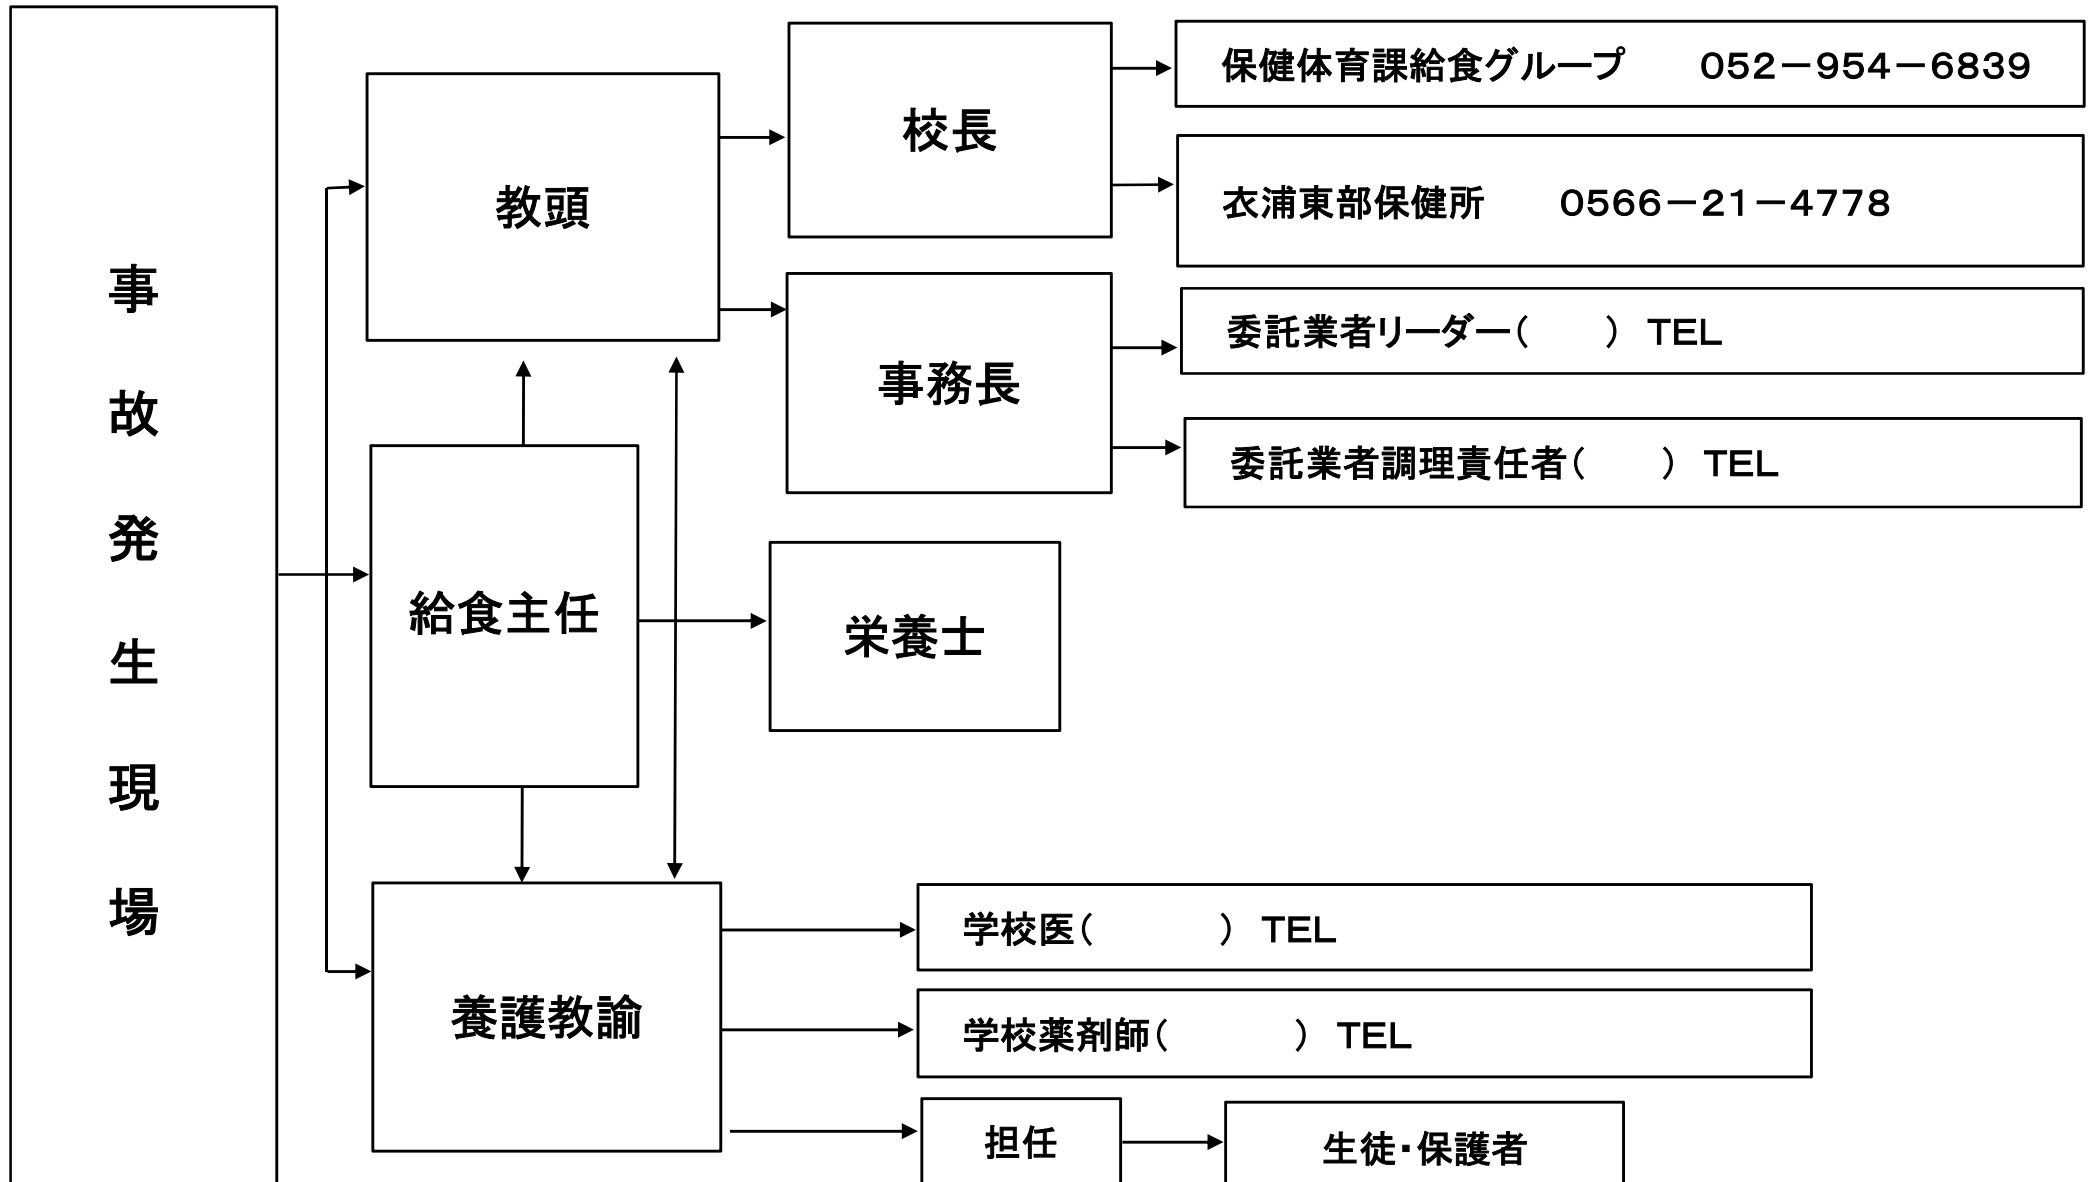 事故発生現場
教頭
校長
保健体育課給食グループ　　０５２－９５４－６８３９
衣浦東部保健所　　０５６６－２１－４７７８
事務長
委託業者リーダー（　　） TEL
委託業者調理責任者（　　） TEL
給食主任
栄養士
養護教諭
学校医（　　　） TEL
学校薬剤師（　　　） TEL
担任
生徒・保護者